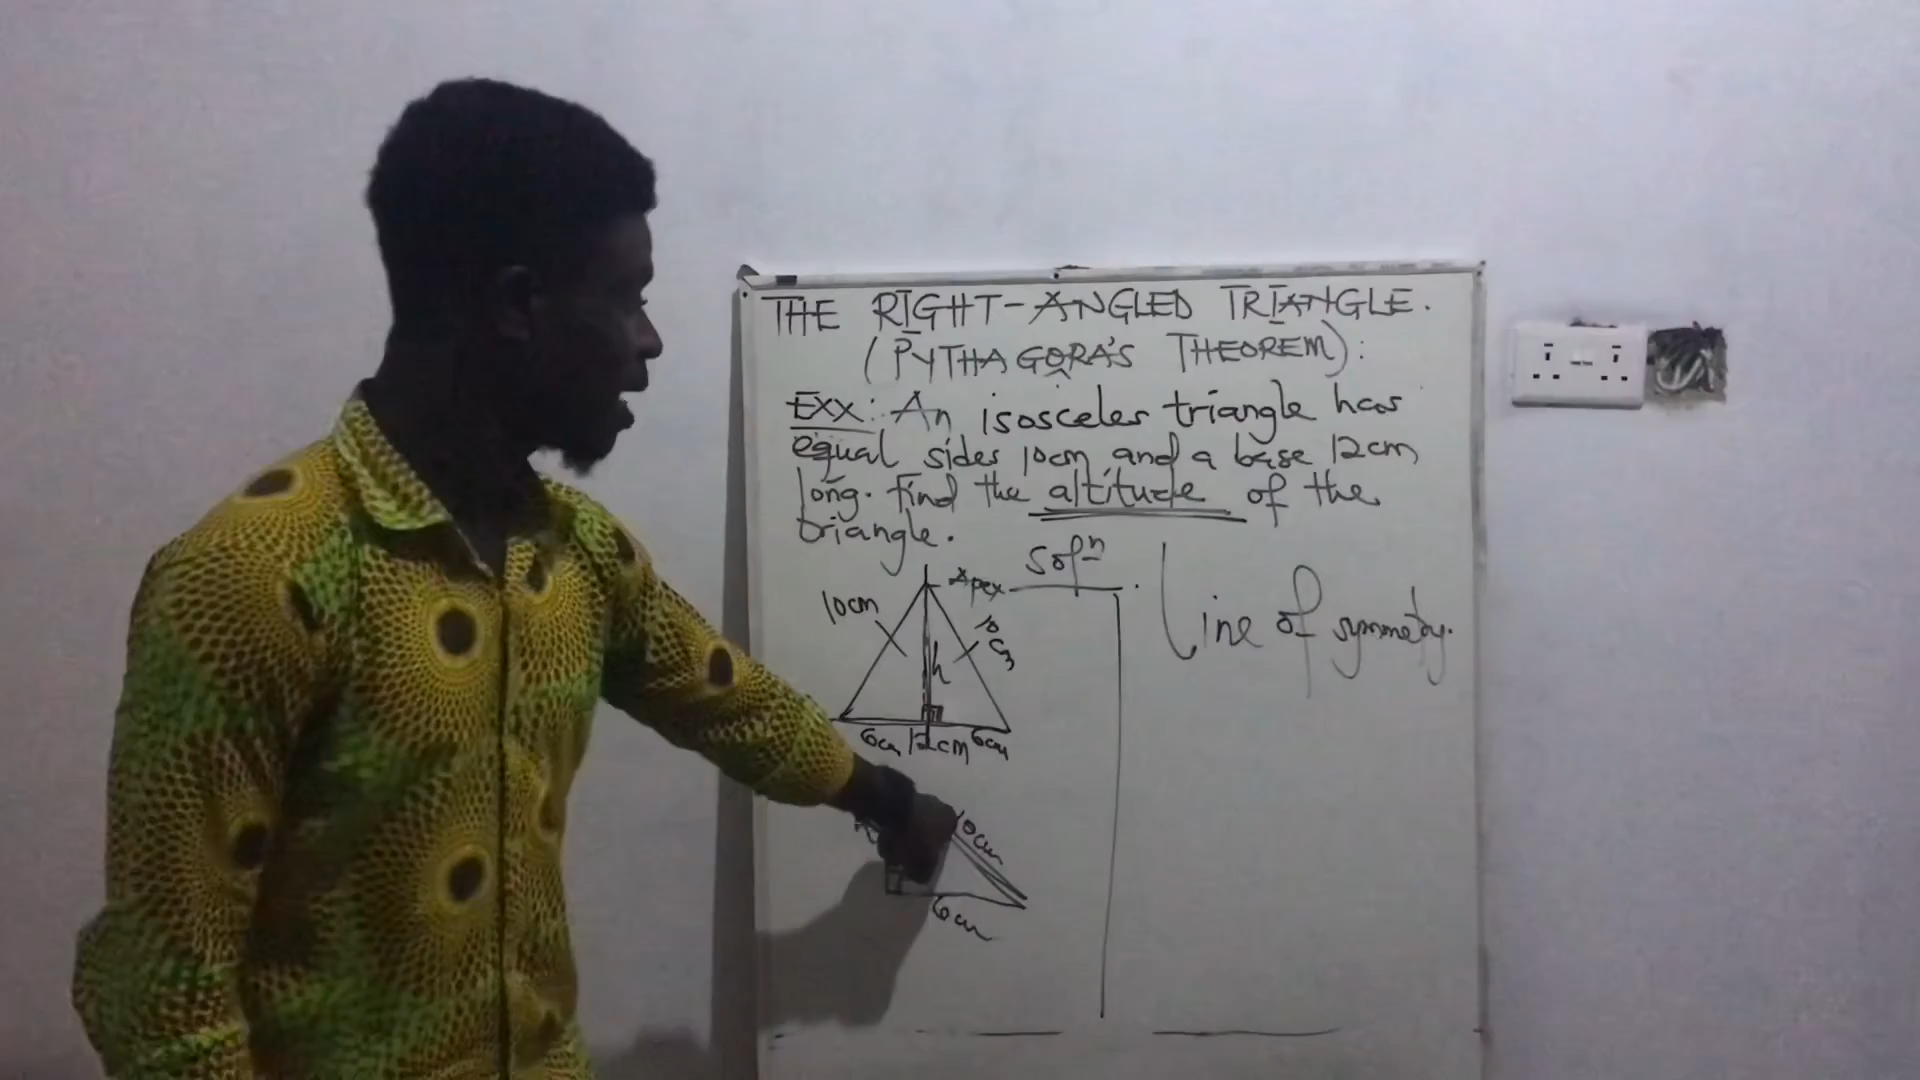 THE RIGHT-ANGLED TRIANGLE.
(PYTHAGORA'S THEOREM):
EXX: An isosceles triangle has
equal sides 10cm and a base 12cm
long. find the altitude of the
triangle.
Solⁿ
Apex
10cm
10cm
h
6cm 12cm 6cm
Line of symmetry.
10cm
6cm